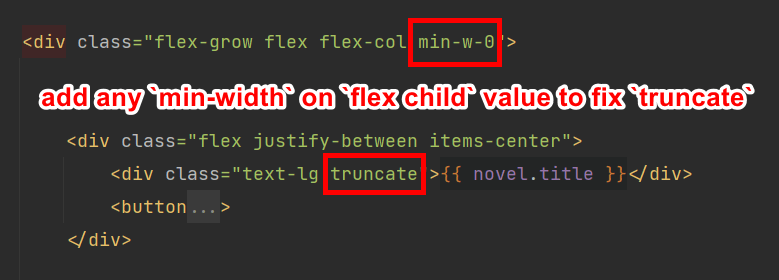 <div class="flex-grow flex flex-col min-w-0">
add any `min-width` on `flex child` value to fix `truncate`
<div class="flex justify-between items-center">
<div class="text-lg truncate">{{ novel.title }}</div>
<button...>
</div>